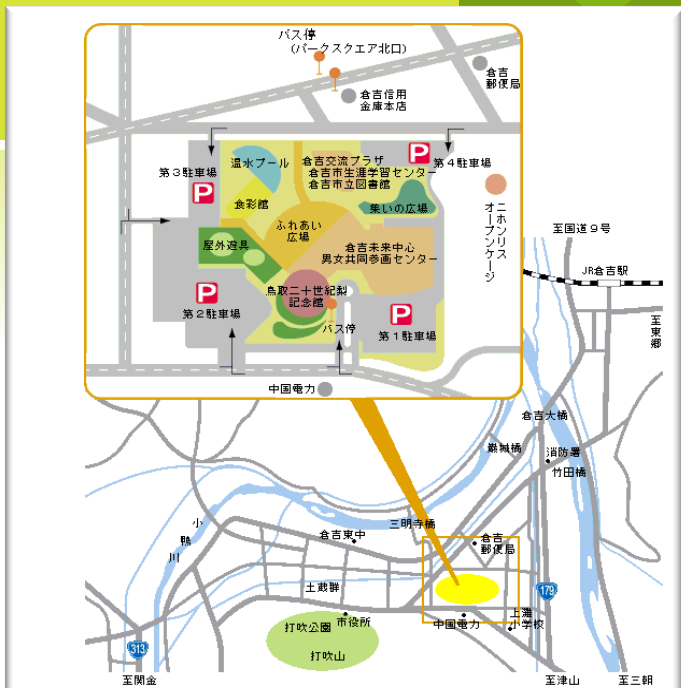 バス停
(パークスクエア北口)
倉吉
郵便局
倉吉信用
金庫本店
温水プール
倉吉交流プラザ
倉吉市生涯学習センター
倉吉市立図書館
P
第4駐車場
第3駐車場
P
食彩館
集いの広場
ニホンリス
オープンケージ
ふれあい
広場
屋外遊具
倉吉未来中心
男女共同参画センター
至国道9号
JR倉吉駅
鳥取二十世紀梨
記念館
P
第2駐車場
バス停
P
第1駐車場
至東郷
中国電力
倉吉大橋
巌城橋
消防署
竹田橋
小鴨川
三明寺橋
倉吉東中
倉吉
郵便局
土蔵群
179
市役所
打吹公園
中国電力
上灘
小学校
打吹山
313
至関金
至津山
至三朝